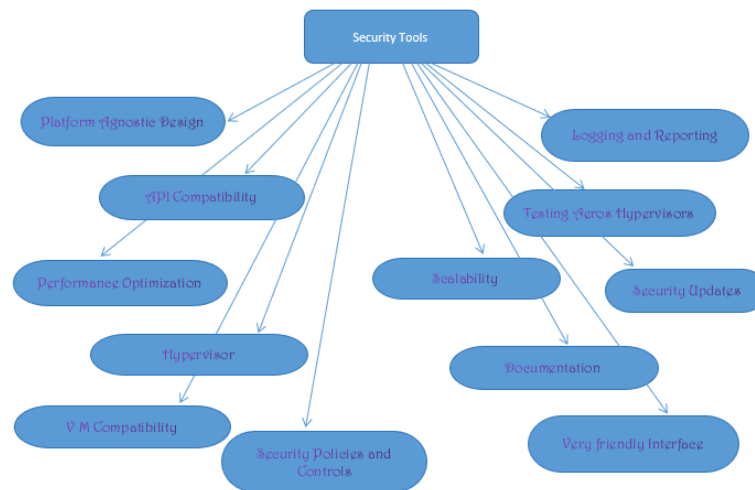 Security Tools
Platform Agnostic Design
Logging and Reporting
API Compatibility
Testing Aeros Hypervisors
Performance Optimization
Scalability
Security Updates
Hypervisor
Documentation
V M Compatibility
Very friendly Interface
Security Policies and
Controls